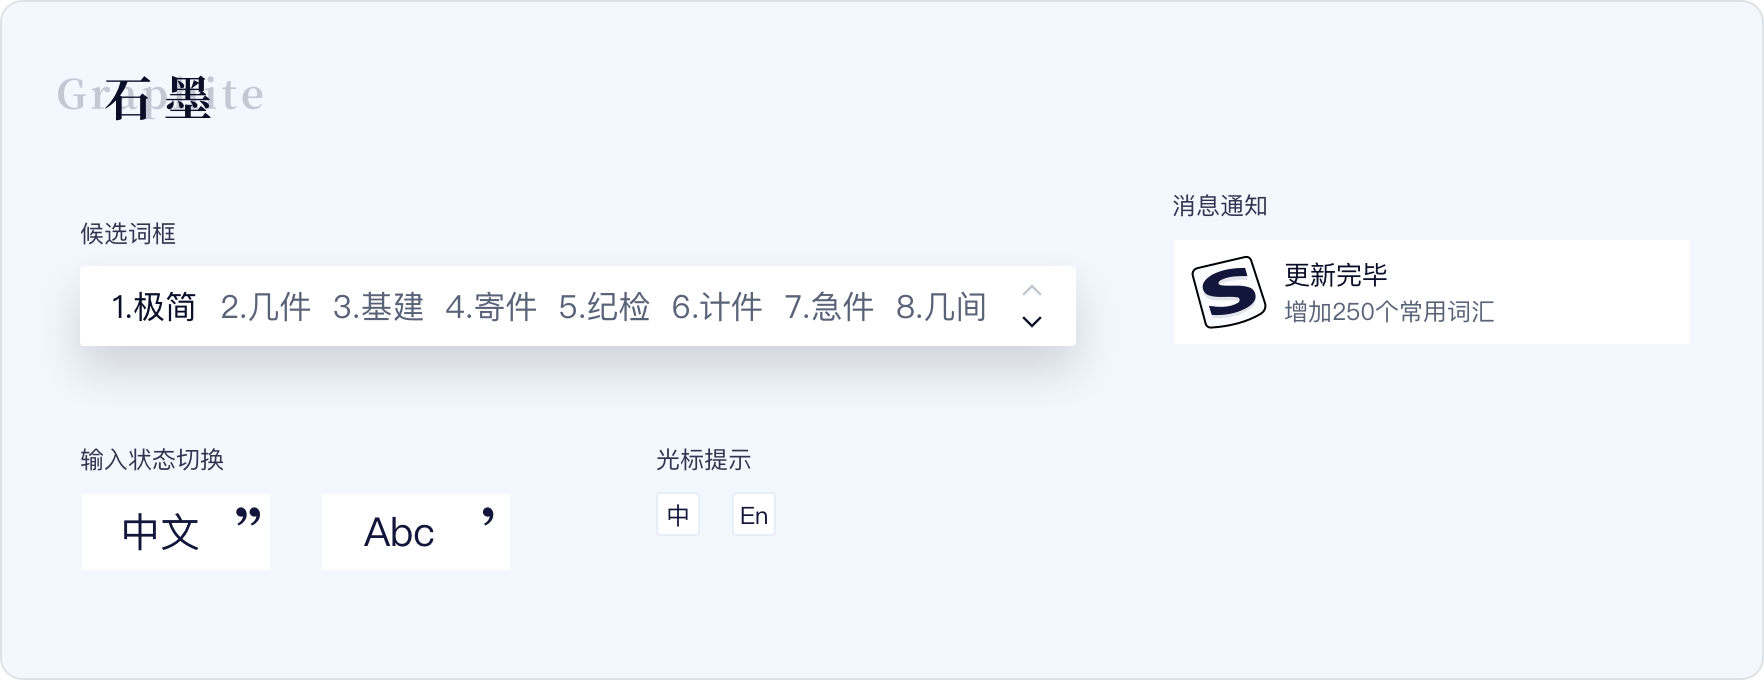 Graphite
石墨
候选词框
1.极简 2.几件 3.基建 4.寄件 5.纪检 6.计件 7.急件 8.几间
消息通知
S
更新完毕
增加250个常用词汇
输入状态切换
中文 ”
Abc ’
光标提示
中
En